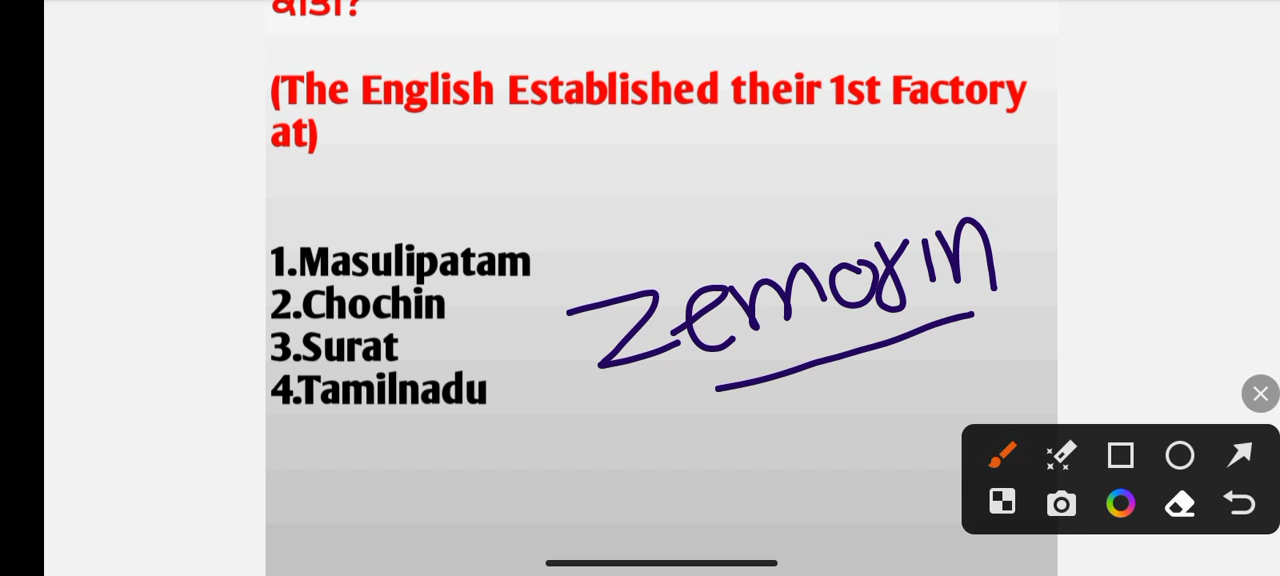 (The English Established their 1st Factory
at)
1.Masulipatam
2.Chochin
3.Surat
4.Tamilnadu
Zemorin